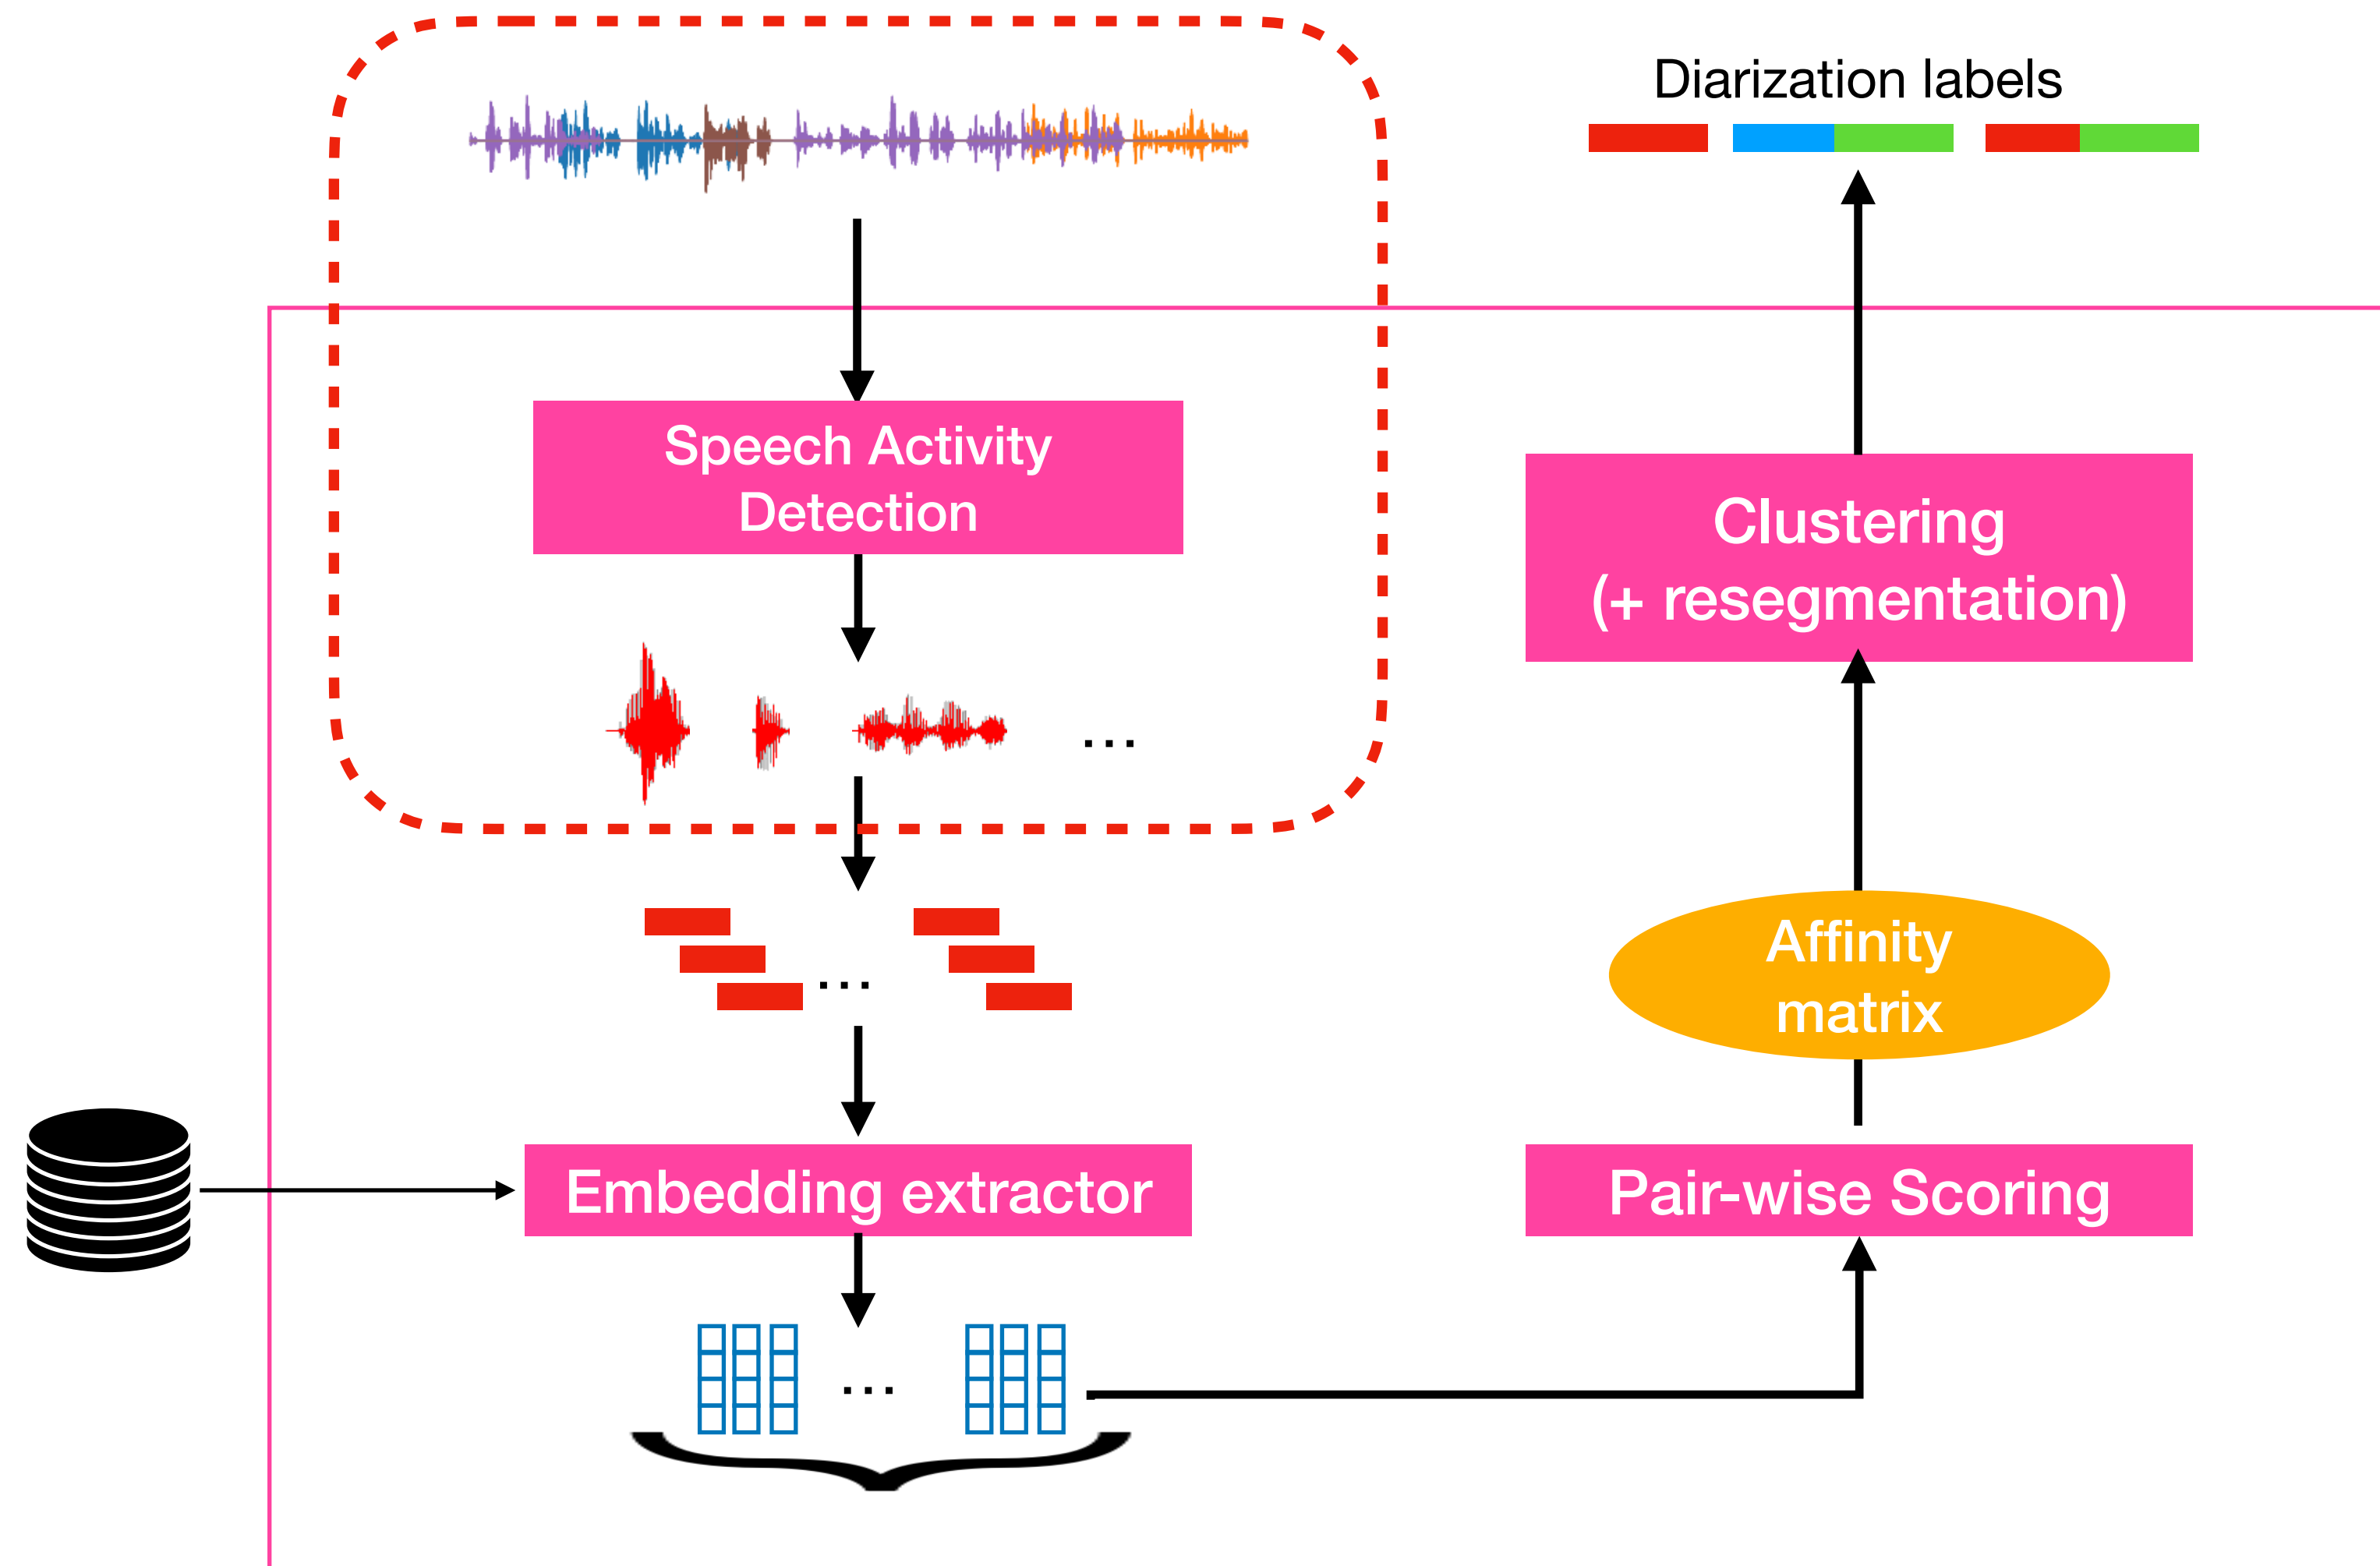 Diarization labels
Speech Activity
Detection
Clustering
(+ resegmentation)
...
Affinity
matrix
...
Embedding extractor
Pair-wise Scoring
...